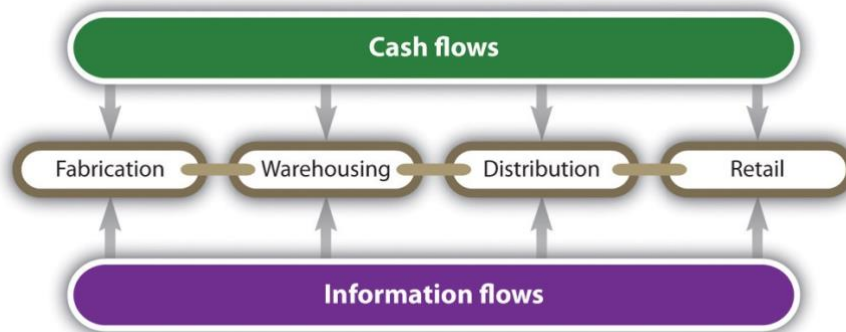 Cash flows
Fabrication
Warehousing
Distribution
Retail
Information flows